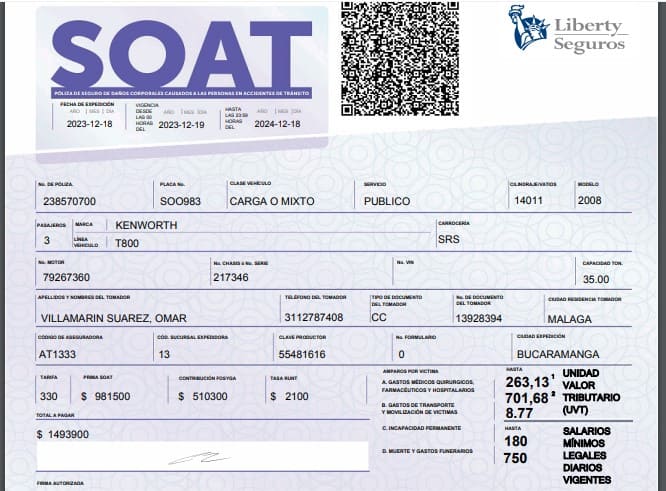 SOAT
Liberty
Seguros
PÓLIZA DE SEGURO DE DAÑOS CORPORALES CAUSADOS A LAS PERSONAS EN ACCIDENTES DE TRÁNSITO
FECHA DE EXPEDICIÓN
AÑO | MES | DIA
2023-12-18
VIGENCIA
DESDE
LAS 00
HORAS
DEL
AÑO | MES | DIA
2023-12-19
HASTA
LAS 23:59
HORAS
DEL
AÑO | MES | DIA
2024-12-18
No. DE PÓLIZA. PLACA No. CLASE VEHÍCULO SERVICIO CILINDRAJE/VATIOS MODELO
238570700 SOO983 CARGA O MIXTO PUBLICO 14011 2008
PASAJEROS MARCA KENWORTH CARROCERÍA
3 LÍNEA VEHICULO T800 SRS
No. MOTOR No. CHASIS ó No. SERIE No. VIN CAPACIDAD TON.
79267360 217346 35.00
APELLIDOS Y NOMBRES DEL TOMADOR TELÉFONO DEL TOMADOR TIPO DE DOCUMENTO DEL TOMADOR No. DE DOCUMENTO DEL TOMADOR CIUDAD RESIDENCIA TOMADOR
VILLAMARIN SUAREZ, OMAR 3112787408 CC 13928394 MALAGA
CODIGO DE ASEGURADORA CÓD. SUCURSAL EXPEDIDORA CLAVE PRODUCTOR No. FORMULARIO CIUDAD EXPEDICIÓN
AT1333 13 55481616 0 BUCARAMANGA
TARIFA PRIMA SOAT CONTRIBUCIÓN FOSYGA TASA RUNT
330 $ 981500 $ 510300 $ 2100
TOTAL A PAGAR
$ 1493900
FIRMA AUTORIZADA
AMPAROS POR VICTIMA
A. GASTOS MÉDICOS QUIRURGICOS,
FARMACÉUTICOS Y HOSPITALARIOS
B. GASTOS DE TRANSPORTE
Y MOVILIZACIÓN DE VICTIMAS
C. INCAPACIDAD PERMANENTE
D. MUERTE Y GASTOS FUNERARIOS
HASTA
263,13 ¹
701,68 ²
8.77
UNIDAD
VALOR
TRIBUTARIO
(UVT)
HASTA
180
750
SALARIOS
MÍNIMOS
LEGALES
DIARIOS
VIGENTES